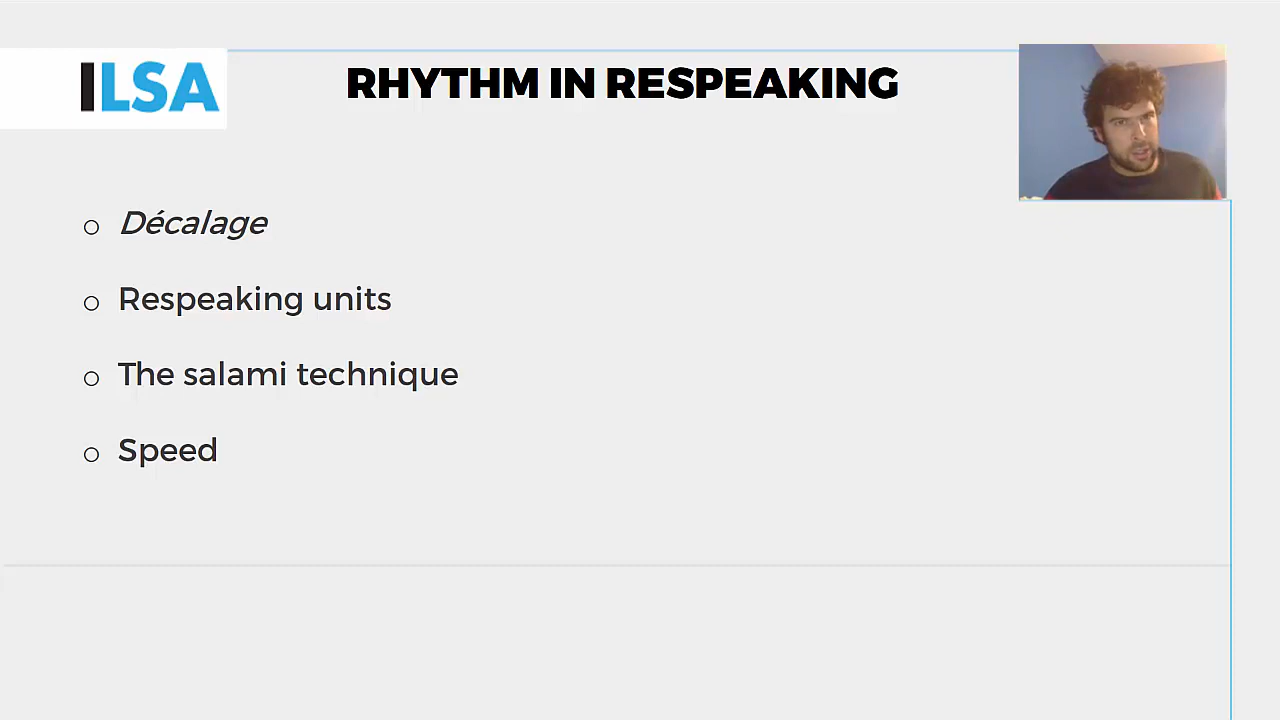 ILSA
RHYTHM IN RESPEAKING
Décalage
Respeaking units
The salami technique
Speed